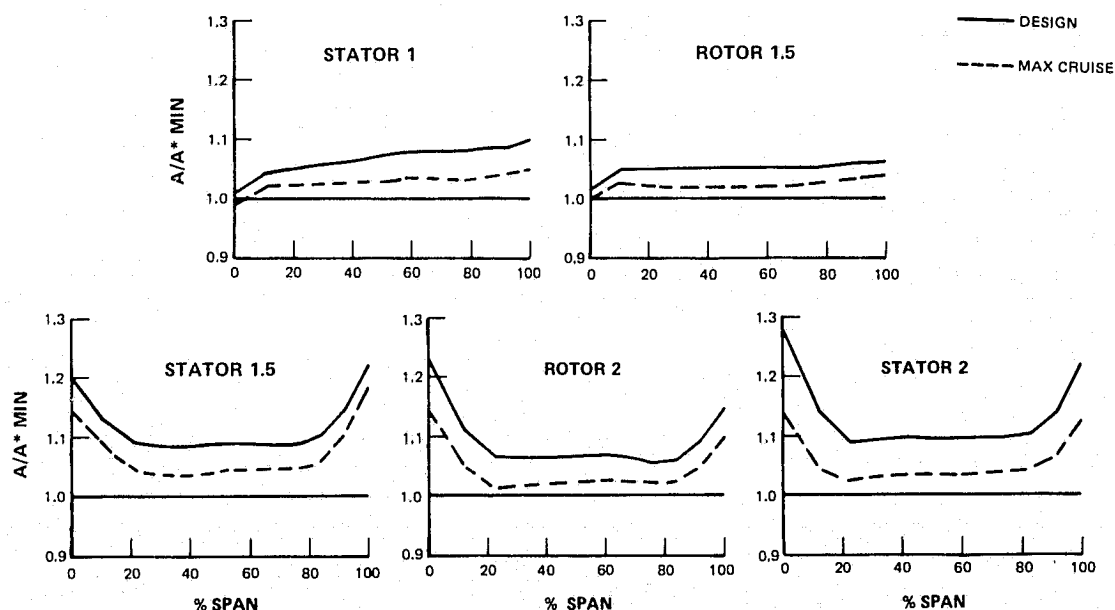 DESIGN
MAX CRUISE
STATOR 1
ROTOR 1.5
A/A* MIN
1.3
1.2
1.1
1.0
0.9
0 20 40 60 80 100
1.3
1.2
1.1
1.0
0.9
0 20 40 60 80 100
STATOR 1.5
ROTOR 2
STATOR 2
A/A* MIN
1.3
1.2
1.1
1.0
0.9
0 20 40 60 80 100
% SPAN
1.3
1.2
1.1
1.0
0.9
0 20 40 60 80 100
% SPAN
1.3
1.2
1.1
1.0
0.9
0 20 40 60 80 100
% SPAN